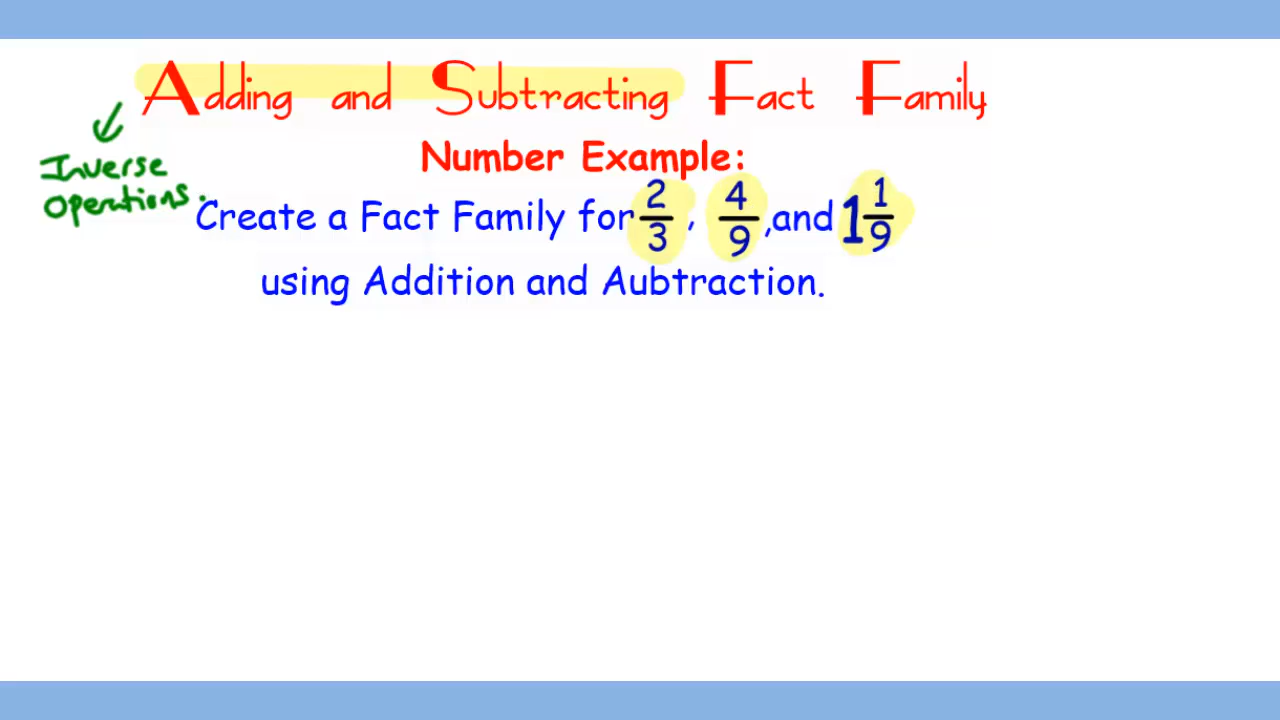 Adding and Subtracting Fact Family
Inverse
Operations.
Number Example:
Create a Fact Family for 2/3, 4/9, and 1 1/9
using Addition and Aubtraction.